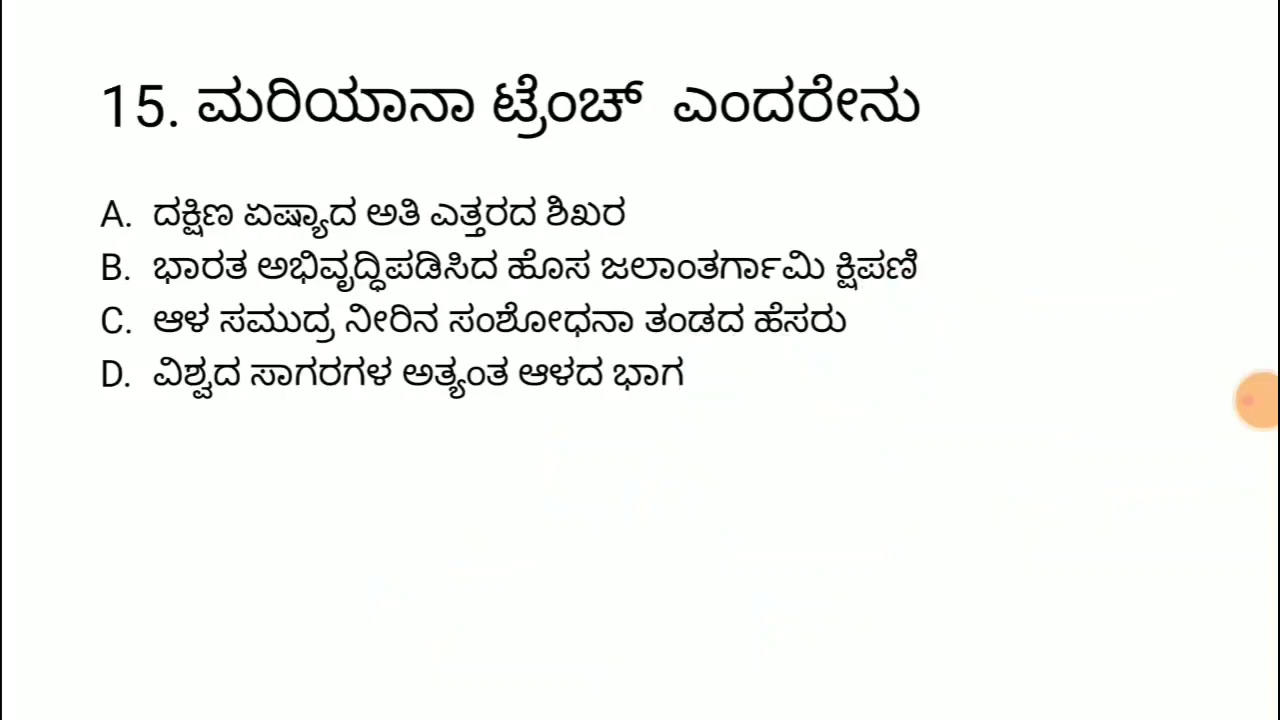 15. ಮರಿಯಾನಾ ಟ್ರೆಂಚ್ ಎಂದರೇನು
A. ದಕ್ಷಿಣ ಏಷ್ಯಾದ ಅತಿ ಎತ್ತರದ ಶಿಖರ
B. ಭಾರತ ಅಭಿವೃದ್ಧಿಪಡಿಸಿದ ಹೊಸ ಜಲಾಂತರ್ಗಾಮಿ ಕ್ಷಿಪಣಿ
C. ಆಳ ಸಮುದ್ರ ನೀರಿನ ಸಂಶೋಧನಾ ತಂಡದ ಹೆಸರು
D. ವಿಶ್ವದ ಸಾಗರಗಳ ಅತ್ಯಂತ ಆಳದ ಭಾಗ